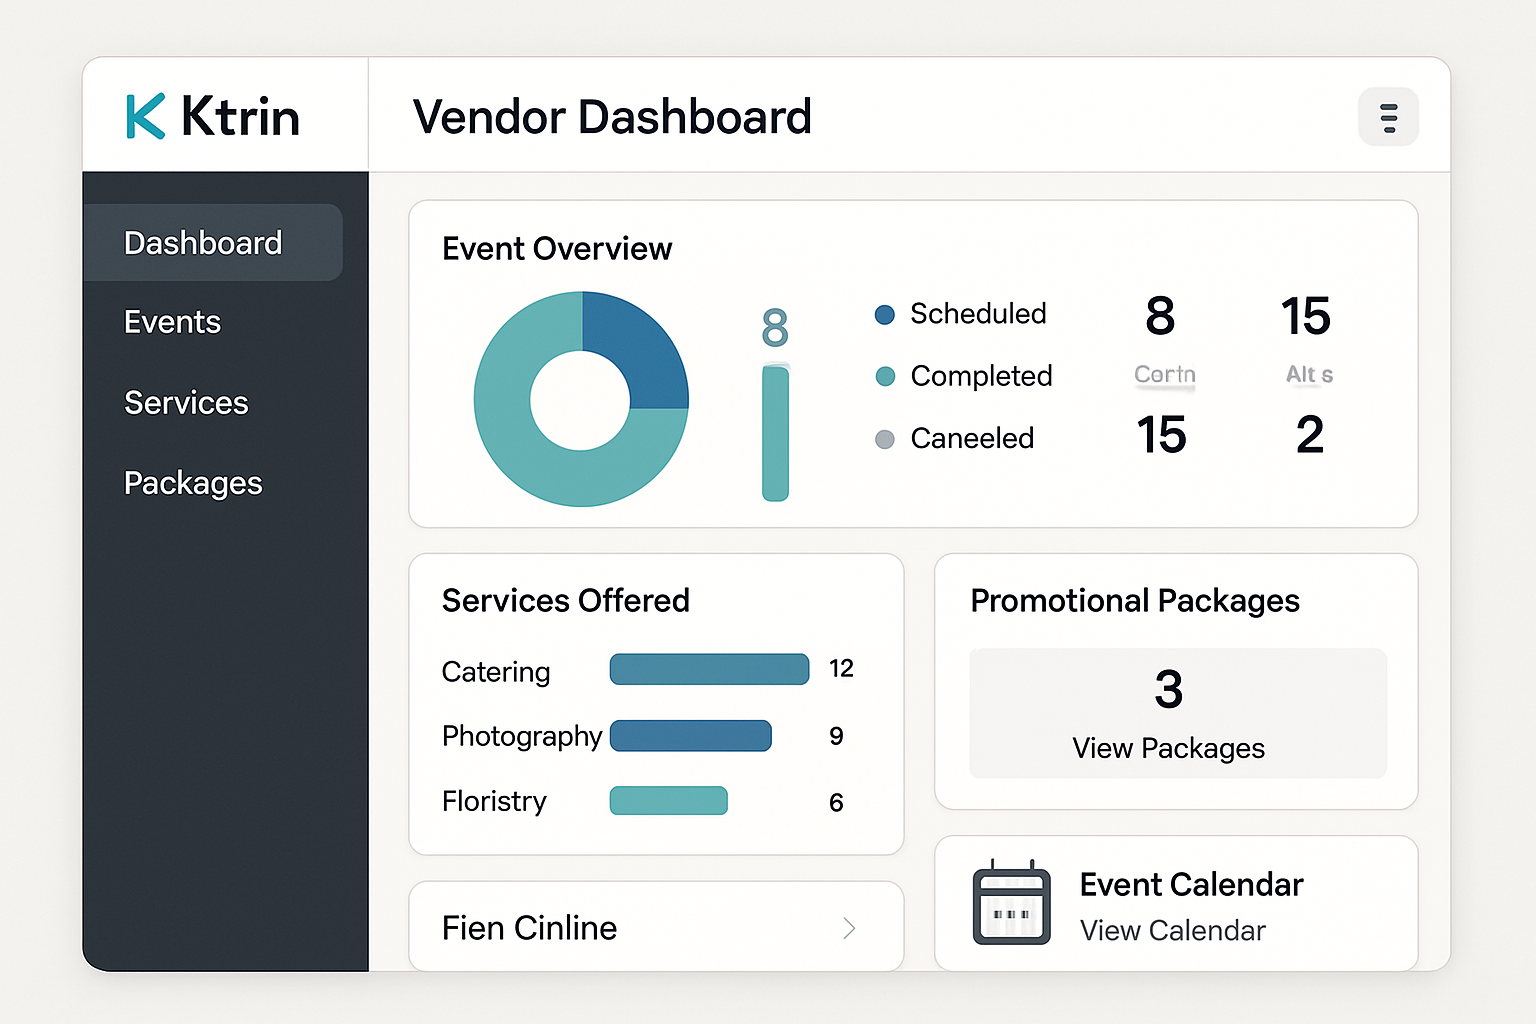 Ktrin
Vendor Dashboard
Dashboard
Events
Services
Packages
Event Overview
8
Scheduled 8 15
Completed Cortn Alt s
Caneeled 15 2
Services Offered
Catering 12
Photography 9
Floristry 6
Fien Cinline
Promotional Packages
3
View Packages
Event Calendar
View Calendar